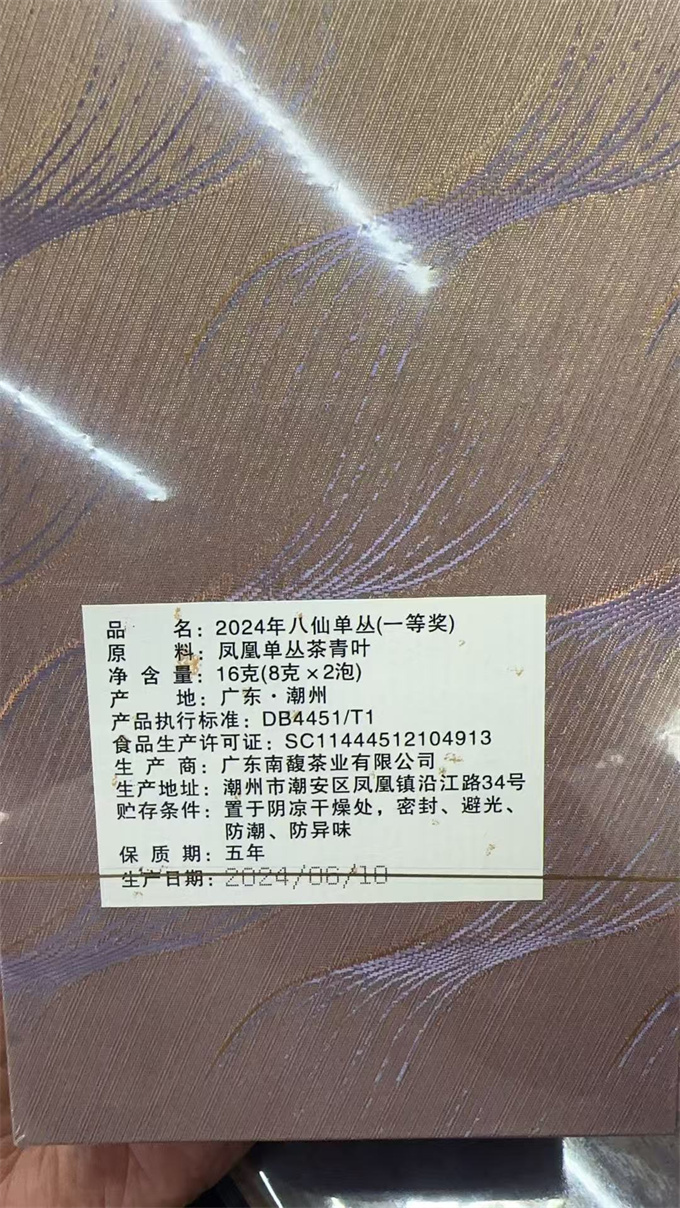 品名：2024年八仙单丛(一等奖)
原料：凤凰单丛茶青叶
净含量：16克(8克×2泡)
产地：广东·潮州
产品执行标准：DB4451/T1
食品生产许可证：SC11444512104913
生产商：广东南馥茶业有限公司
生产地址：潮州市潮安区凤凰镇沿江路34号
贮存条件：置于阴凉干燥处，密封、避光、
防潮、防异味
保质期：五年
生产日期：2024/06/10